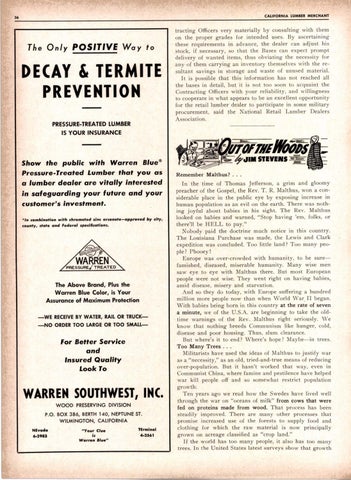 36
CALIFORNIA LUMBER MERCHANT
The Only POSITIVE Way to
DECAY & TERMITE
PREVENTION
PRESSURE-TREATED LUMBER
IS YOUR INSURANCE
Show the public with Warren Blue*
Pressure-Treated Lumber that you as
a lumber dealer are vitally interested
in safeguarding your future and your
customer's investment.
*In combination with chromated zinc arsenate—approved by city,
county, state and federal specifications.
WARREN
PRESSURE TREATED
The Above Brand, Plus the
Warren Blue Color, is Your
Assurance of Maximum Protection
—WE RECEIVE BY WATER, RAIL OR TRUCK—
—NO ORDER TOO LARGE OR TOO SMALL—
For Better Service
and
Insured Quality
Look To
WARREN SOUTHWEST, INC.
WOOD PRESERVING DIVISION
P.O. BOX 386, BERTH 140, NEPTUNE ST.
WILMINGTON, CALIFORNIA
NEvada
6-3983
"Your Clue
is
Warren Blue"
TErminal
4-5561
tracting Officers very materially by consulting with them
on the proper grades for intended uses. By ascertaining
these requirements in advance, the dealer can adjust his
stock, if necessary, so that the Bases can expect prompt
delivery of wanted items, thus obviating the necessity for
any of them carrying an inventory themselves with the re-
sultant savings in storage and waste of unused material.
It is possible that this information has not reached all
the bases in detail, but it is not too soon to acquaint the
Contracting Officers with your reliability, and willingness
to cooperate in what appears to be an excellent opportunity
for the retail lumber dealer to participate in some military
procurement, said the National Retail Lumber Dealers
Association.
OUT OF THE WOODS
By JIM STEVENS
Remember Malthus? . . .
In the time of Thomas Jefferson, a grim and gloomy
preacher of the Gospel, the Rev. T. R. Malthus, won a con-
siderable place in the public eye by exposing increase in
human population as an evil on the earth. There was noth-
ing joyful about babies in his sight. The Rev. Malthus
looked on babies and warned, "Stop having 'em, folks, or
there'll be HELL to pay."
Nobody paid the doctrine much notice in this country.
The Louisiana Purchase was made, the Lewis and Clark
expedition was concluded. Too little land? Too many peo-
ple? Phooey!
Europe was over-crowded with humanity, to be sure—
famished, diseased, miserable humanity. Many wise men
saw eye to eye with Malthus there. But most European
people were not wise. They went right on having babies,
amid disease, misery and starvation.
And so they do today, with Europe suffering a hundred
million more people now than when World War II began.
With babies being born in this country at the rate of seven
a minute, we of the U.S.A. are beginning to take the old-
time warnings of the Rev. Malthus right seriously. We
know that nothing breeds Communism like hunger, cold,
disease and poor housing. Thus, slum clearance.
But where's it to end? Where's hope? Maybe—in trees.
Too Many Trees . . .
Militarists have used the ideas of Malthus to justify war
as a "necessity," as an old, tried-and-true means of reducing
over-population. But it hasn't worked that way, even in
Communist China, where famine and pestilence have helped
war kill people off and so somewhat restrict population
growth.
Ten years ago we read how the Swedes have lived well
through the war on "oceans of milk" from cows that were
fed on proteins made from wood. That process has been
steadily improved. There are many other processes that
promise increased use of the forests to supply food and
clothing for which the raw material is now principally
grown on acreage classified as "crop land."
If the world has too many people, it also has too many
trees. In the United States latest surveys show that growth